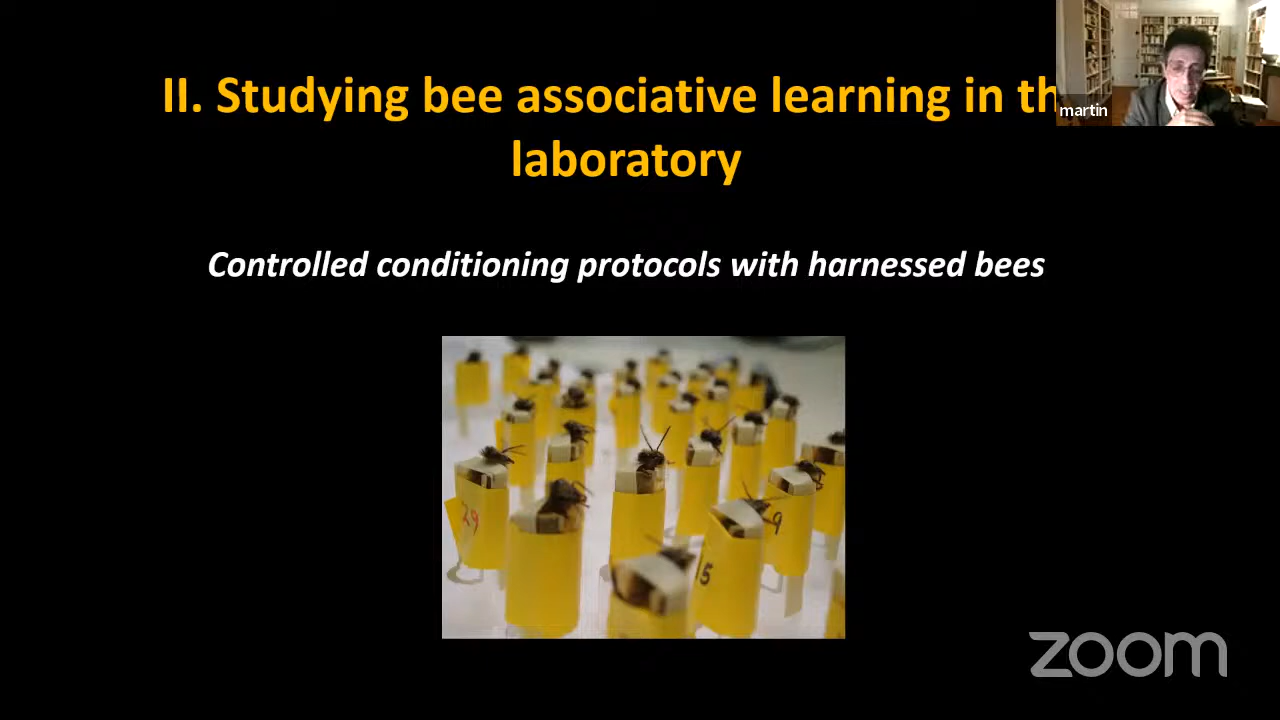 II. Studying bee associative learning in th
laboratory
martin
Controlled conditioning protocols with harnessed bees
29
9
15
zoom